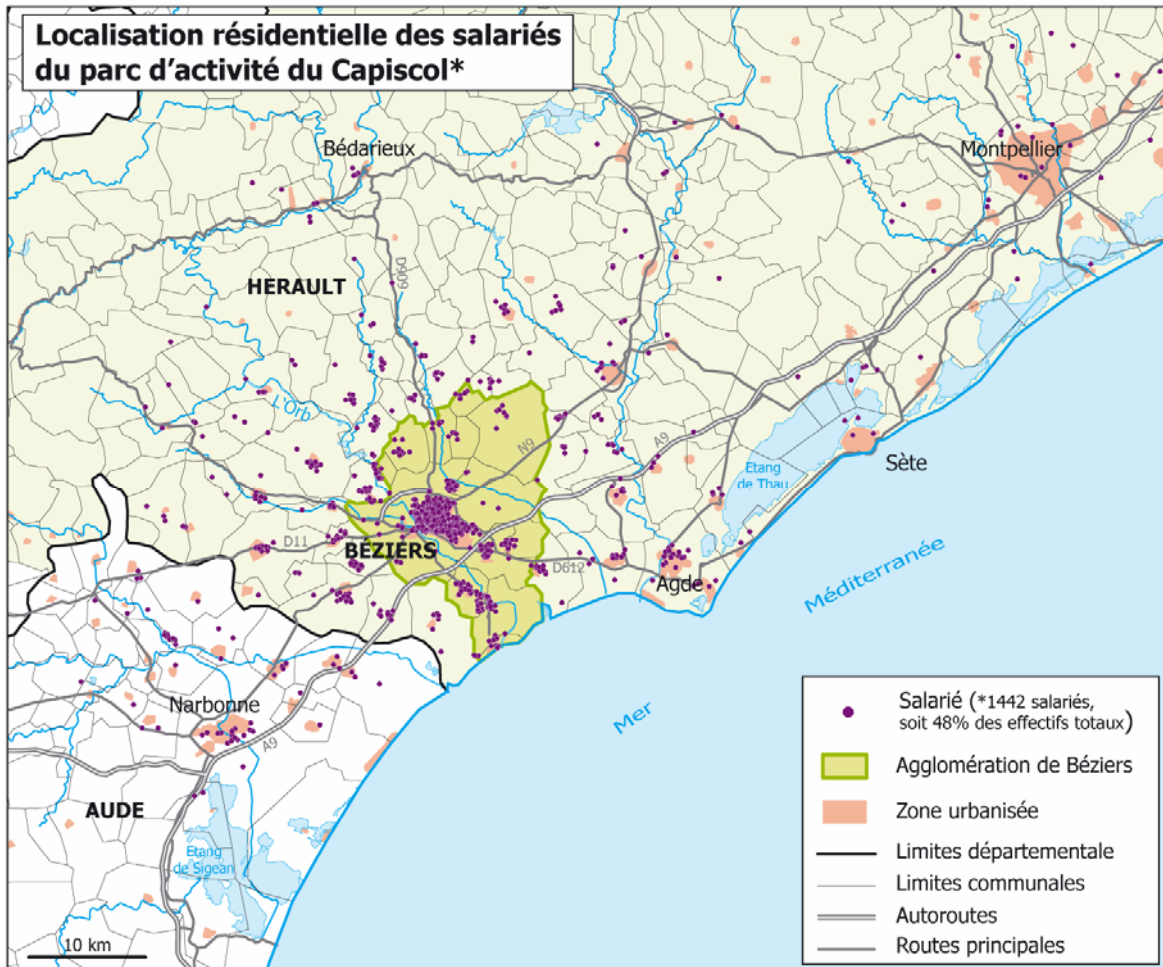 Localisation résidentielle des salariés
du parc d'activité du Capiscol*
Montpellier
Bédarieux
D909
HERAULT
L'Orb
N9
A9
Sète
Etang
de Thau
D11
BÉZIERS
D612
Agde
Méditerranée
Mer
Narbonne
A9
AUDE
Etang
de Sigean
10 km
Salarié (*1442 salariés,
soit 48% des effectifs totaux)
Agglomération de Béziers
Zone urbanisée
Limites départementale
Limites communales
Autoroutes
Routes principales